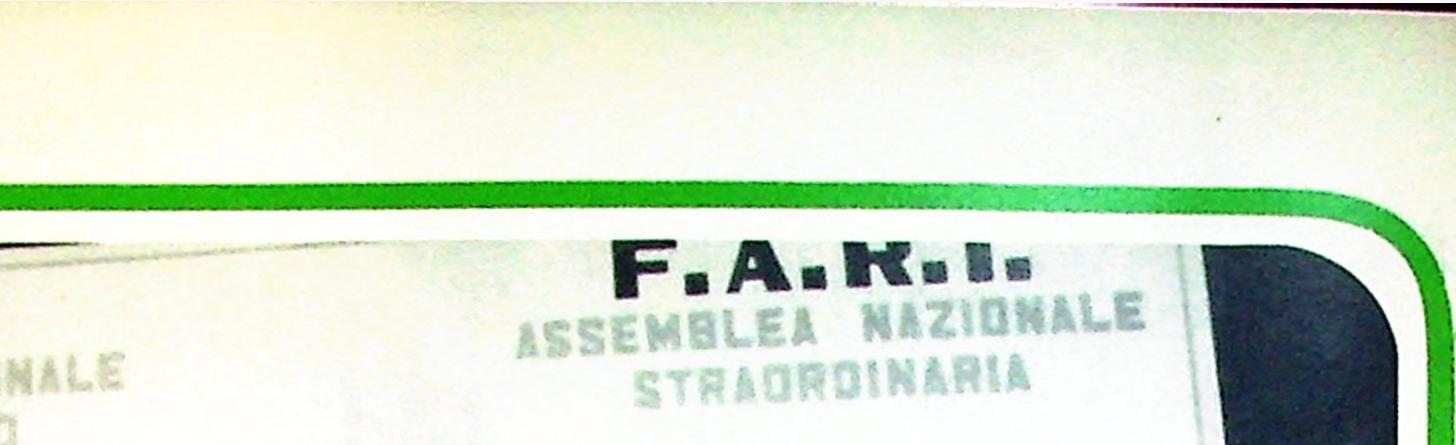 F.A.R.I.
ASSEMBLEA NAZIONALE
STRAORDINARIA